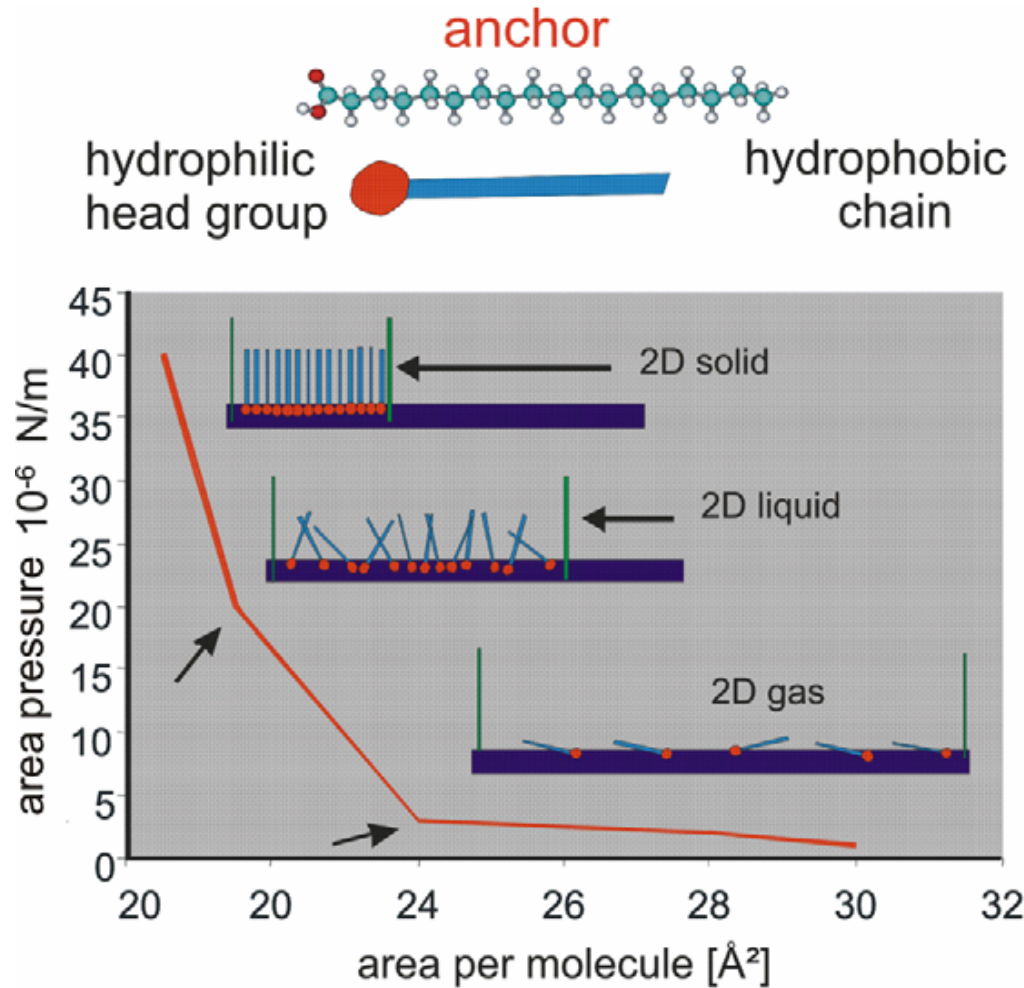 anchor
hydrophilic
head group
hydrophobic
chain
45
40
35
30
25
20
15
10
5
0
area pressure 10⁻⁶ N/m
2D solid
2D liquid
2D gas
20 20 24 26 28 30 32
area per molecule [Å²]